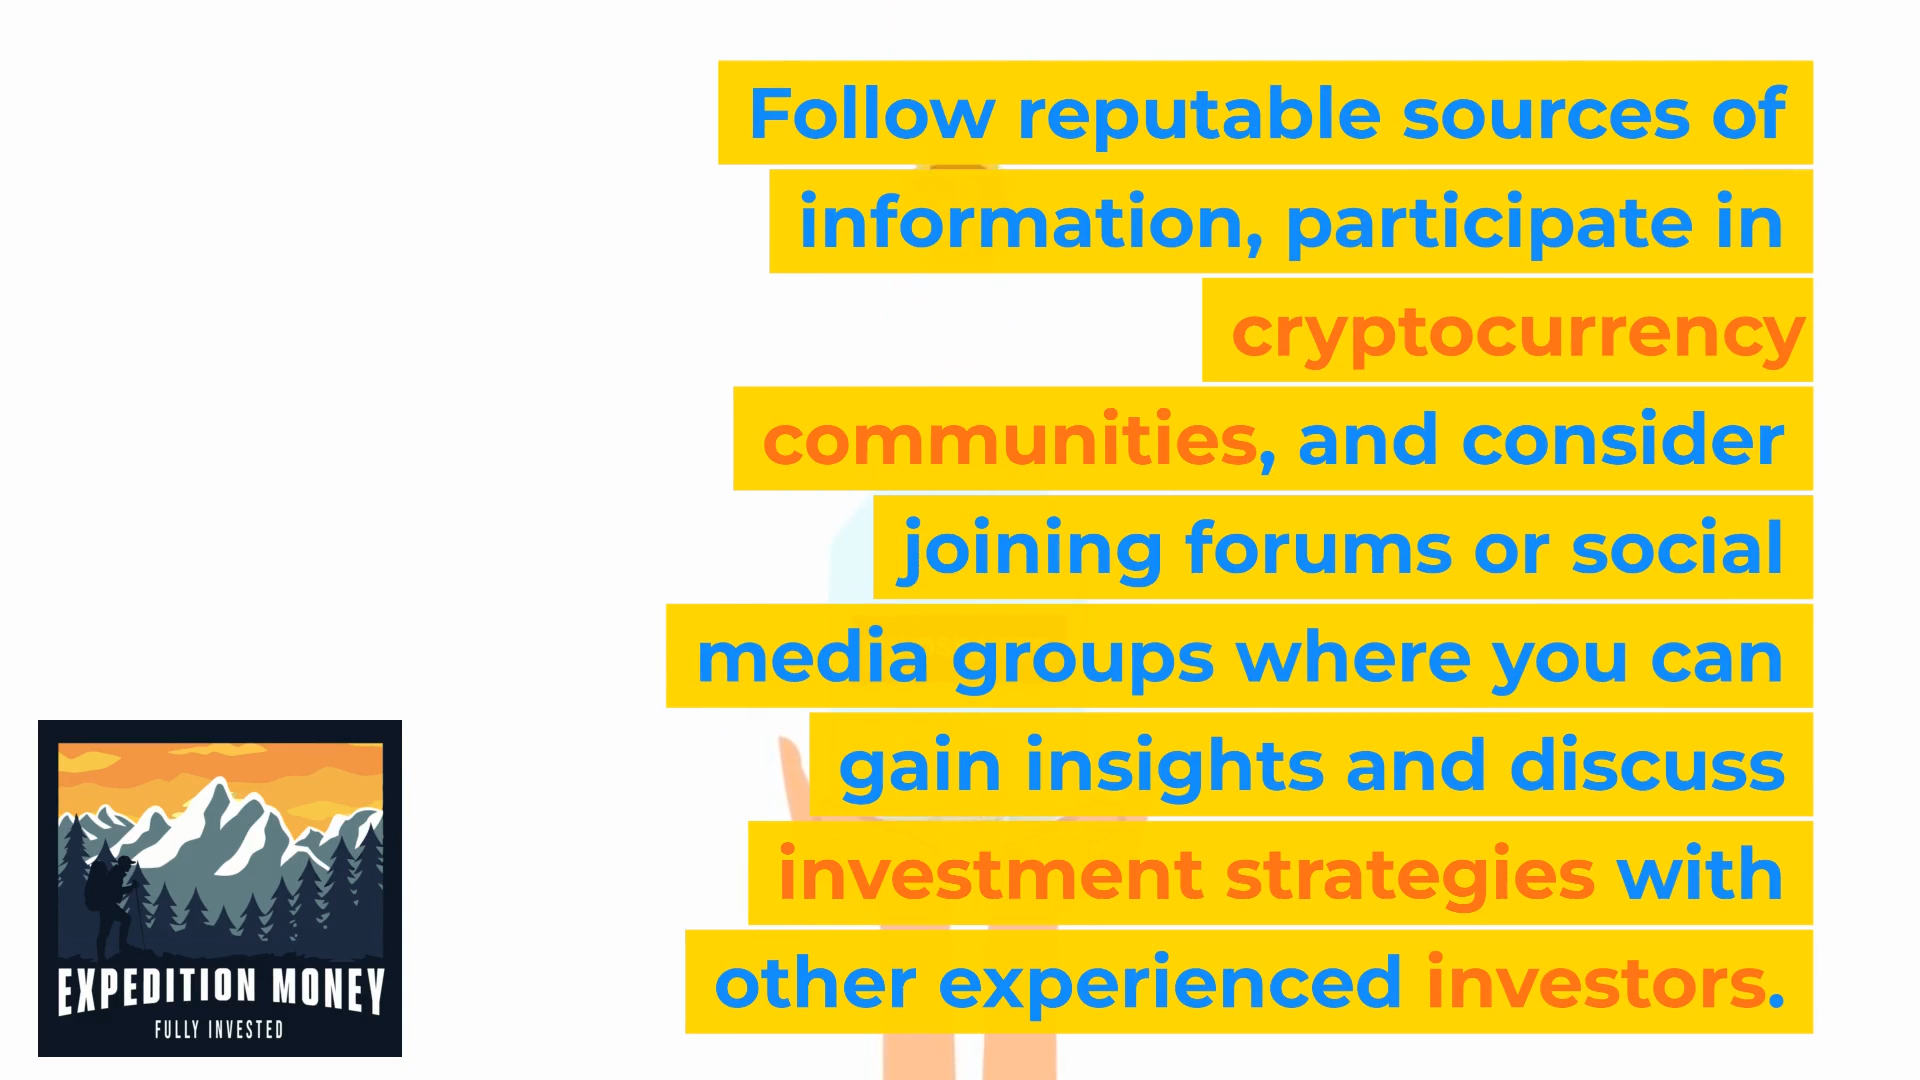 Follow reputable sources of
information, participate in
cryptocurrency
communities, and consider
joining forums or social
media groups where you can
gain insights and discuss
investment strategies with
other experienced investors.
EXPEDITION MONEY
FULLY INVESTED